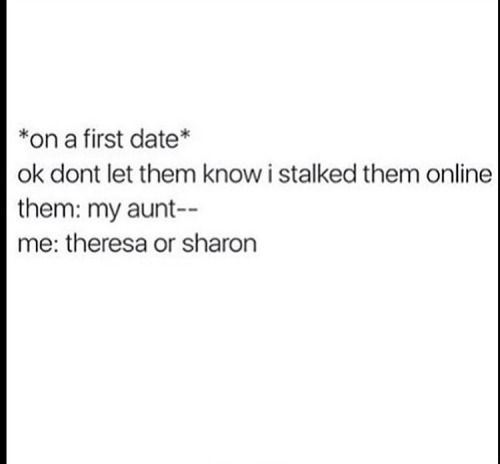 *on a first date*
ok dont let them know i stalked them online
them: my aunt--
me: theresa or sharon